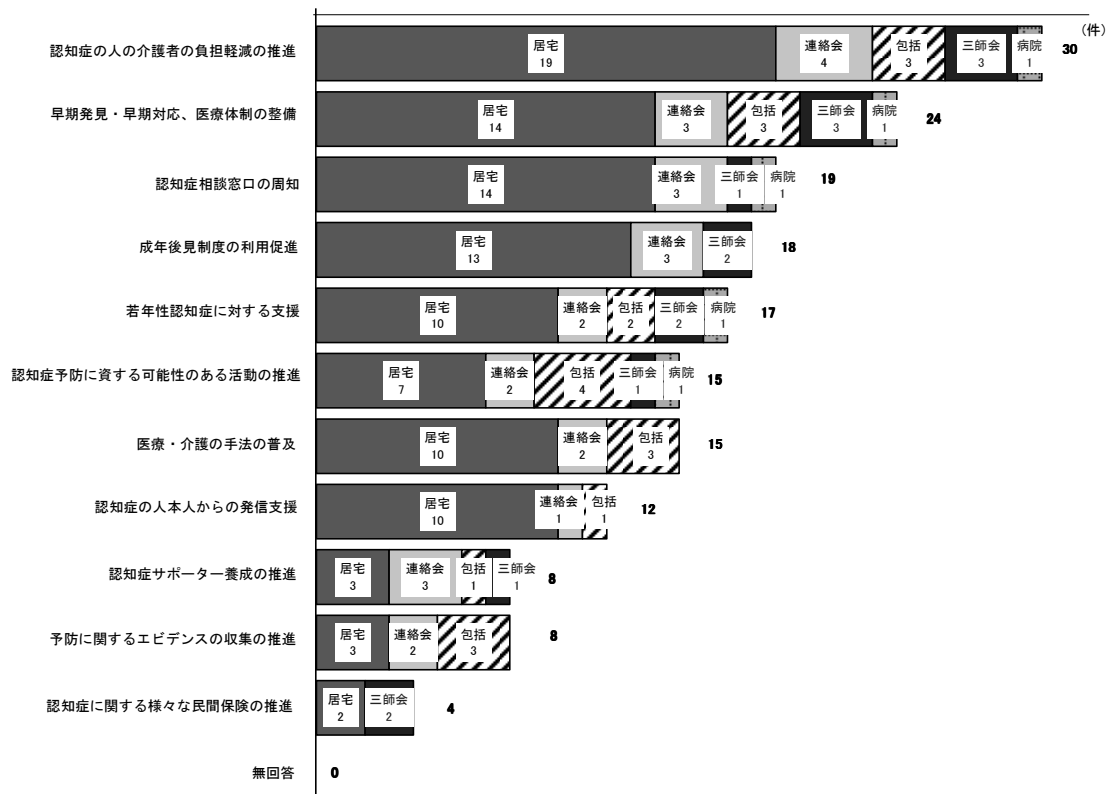 (件)
認知症の人の介護者の負担軽減の推進
居宅 連絡会 包括 三師会 病院
19 4 3 3 1 30
早期発見・早期対応、医療体制の整備
居宅 連絡会 包括 三師会 病院
14 3 3 3 1 24
認知症相談窓口の周知
居宅 連絡会 三師会 病院
14 3 1 1 19
成年後見制度の利用促進
居宅 連絡会 三師会
13 3 2 18
若年性認知症に対する支援
居宅 連絡会 包括 三師会 病院
10 2 2 2 1 17
認知症予防に資する可能性のある活動の推進
居宅 連絡会 包括 三師会 病院
7 2 4 1 1 15
医療・介護の手法の普及
居宅 連絡会 包括
10 2 3 15
認知症の人本人からの発信支援
居宅 連絡会 包括
10 1 1 12
認知症サポーター養成の推進
居宅 連絡会 包括 三師会
3 3 1 1 8
予防に関するエビデンスの収集の推進
居宅 連絡会 包括
3 2 3 8
認知症に関する様々な民間保険の推進
居宅 三師会
2 2 4
無回答 0